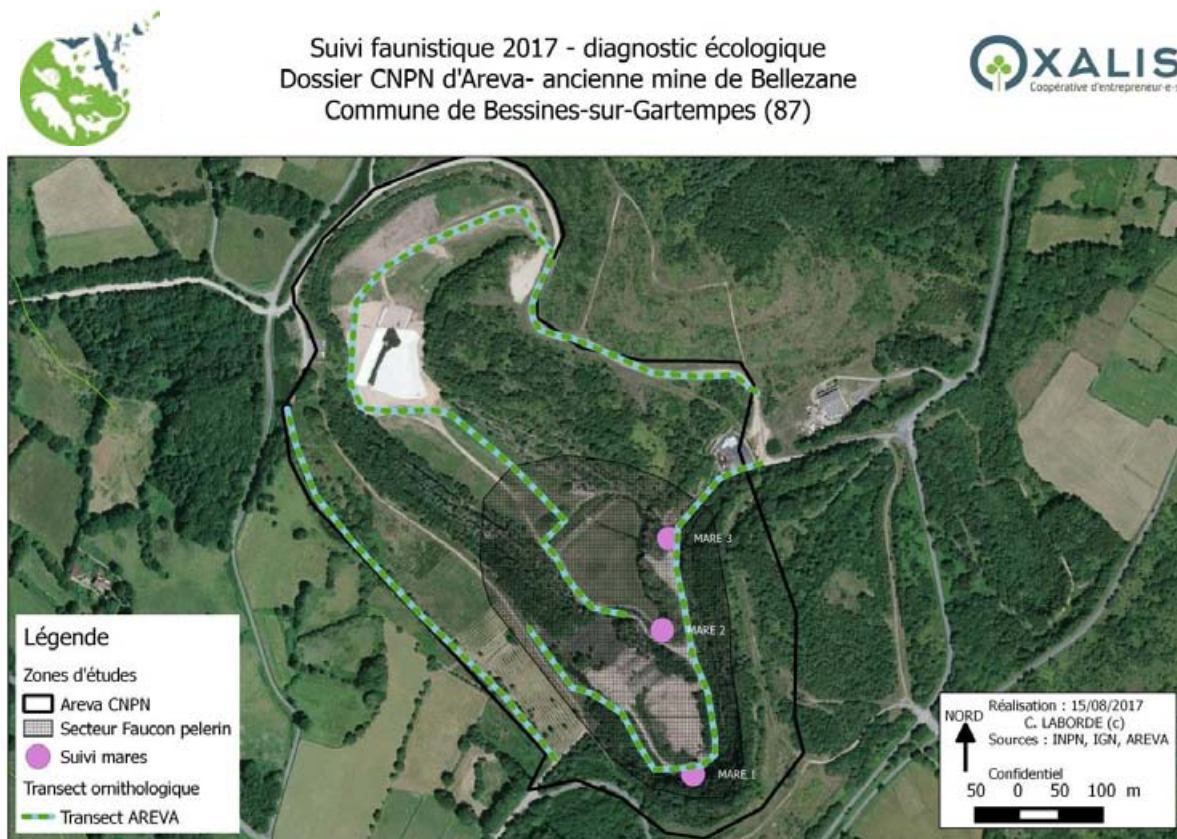 Suivi faunistique 2017 - diagnostic écologique
Dossier CNPN d'Areva- ancienne mine de Bellezane
Commune de Bessines-sur-Gartempes (87)
OXALIS
Coopérative d'entrepreneur·e·s
MARE 3
MARE 2
MARE 1
Légende
Zones d'études
Areva CNPN
Secteur Faucon pelerin
Suivi mares
Transect ornithologique
Transect AREVA
NORD
Réalisation : 15/08/2017
C. LABORDE (c)
Sources : INPN, IGN, AREVA
Confidentiel
50 0 50 100 m